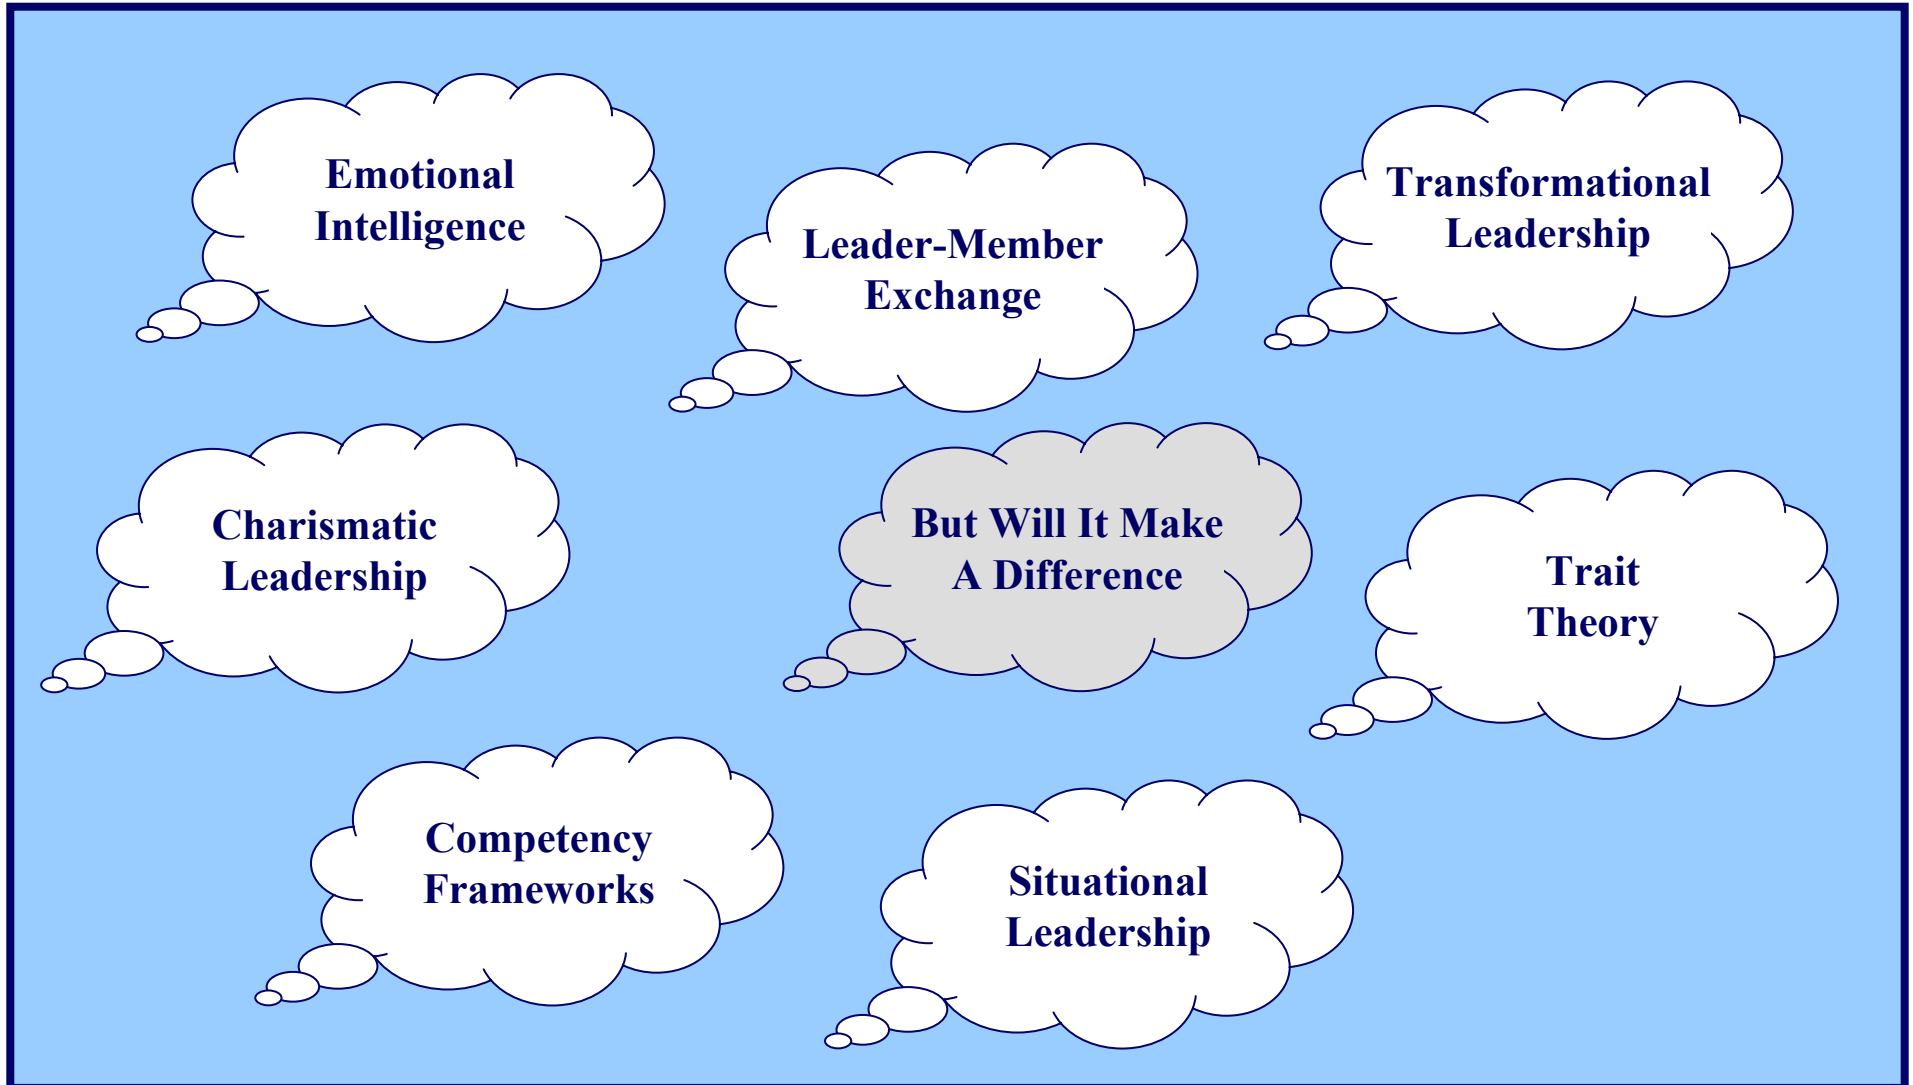 Emotional
Intelligence
Leader-Member
Exchange
Transformational
Leadership
Charismatic
Leadership
But Will It Make
A Difference
Trait
Theory
Competency
Frameworks
Situational
Leadership